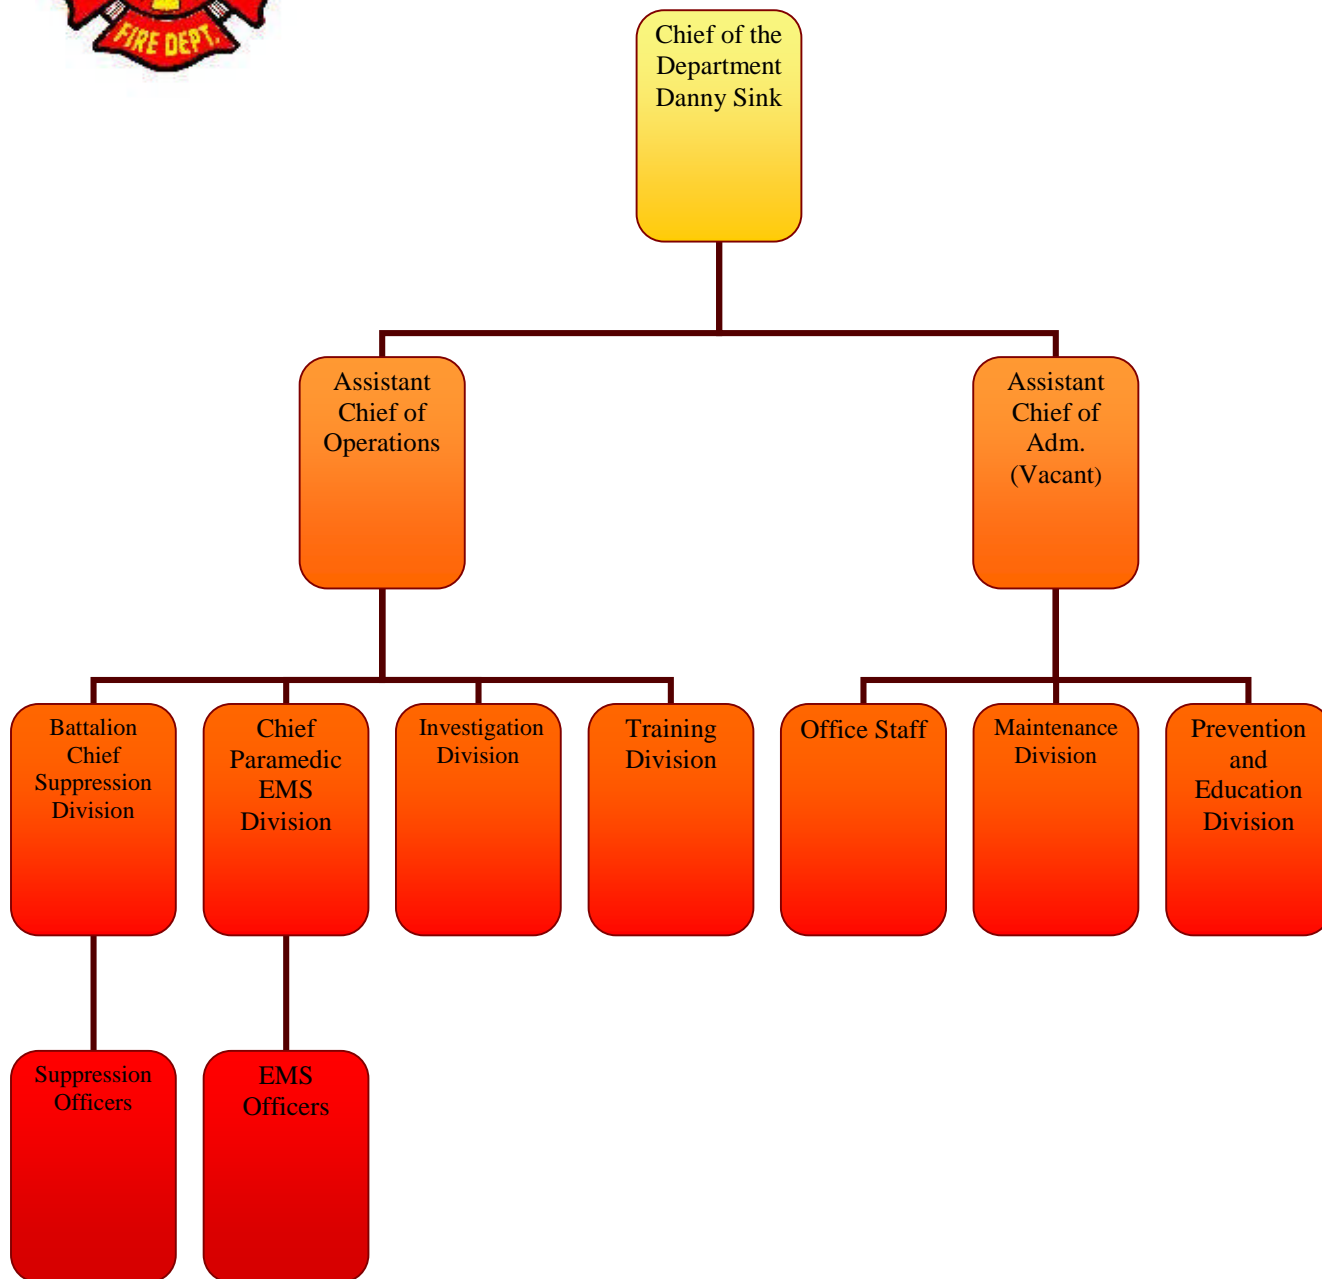 FIRE DEPT.
Chief of the
Department
Danny Sink
Assistant
Chief of
Operations
Assistant
Chief of
Adm.
(Vacant)
Battalion
Chief
Suppression
Division
Chief
Paramedic
EMS
Division
Investigation
Division
Training
Division
Office Staff
Maintenance
Division
Prevention
and
Education
Division
Suppression
Officers
EMS
Officers